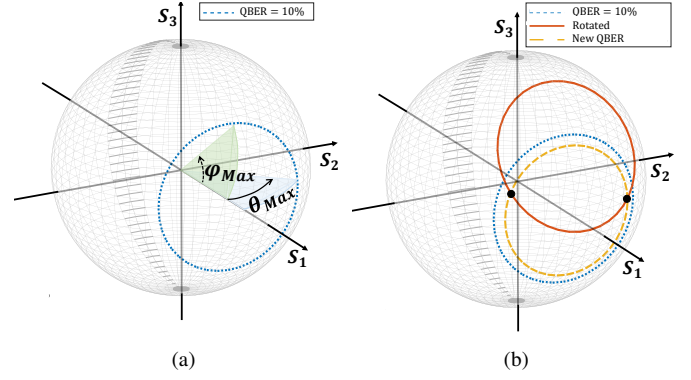 QBER = 10%
S3
S2
φMax
θMax
S1
(a)
QBER = 10%
Rotated
New QBER
S3
S2
S1
(b)